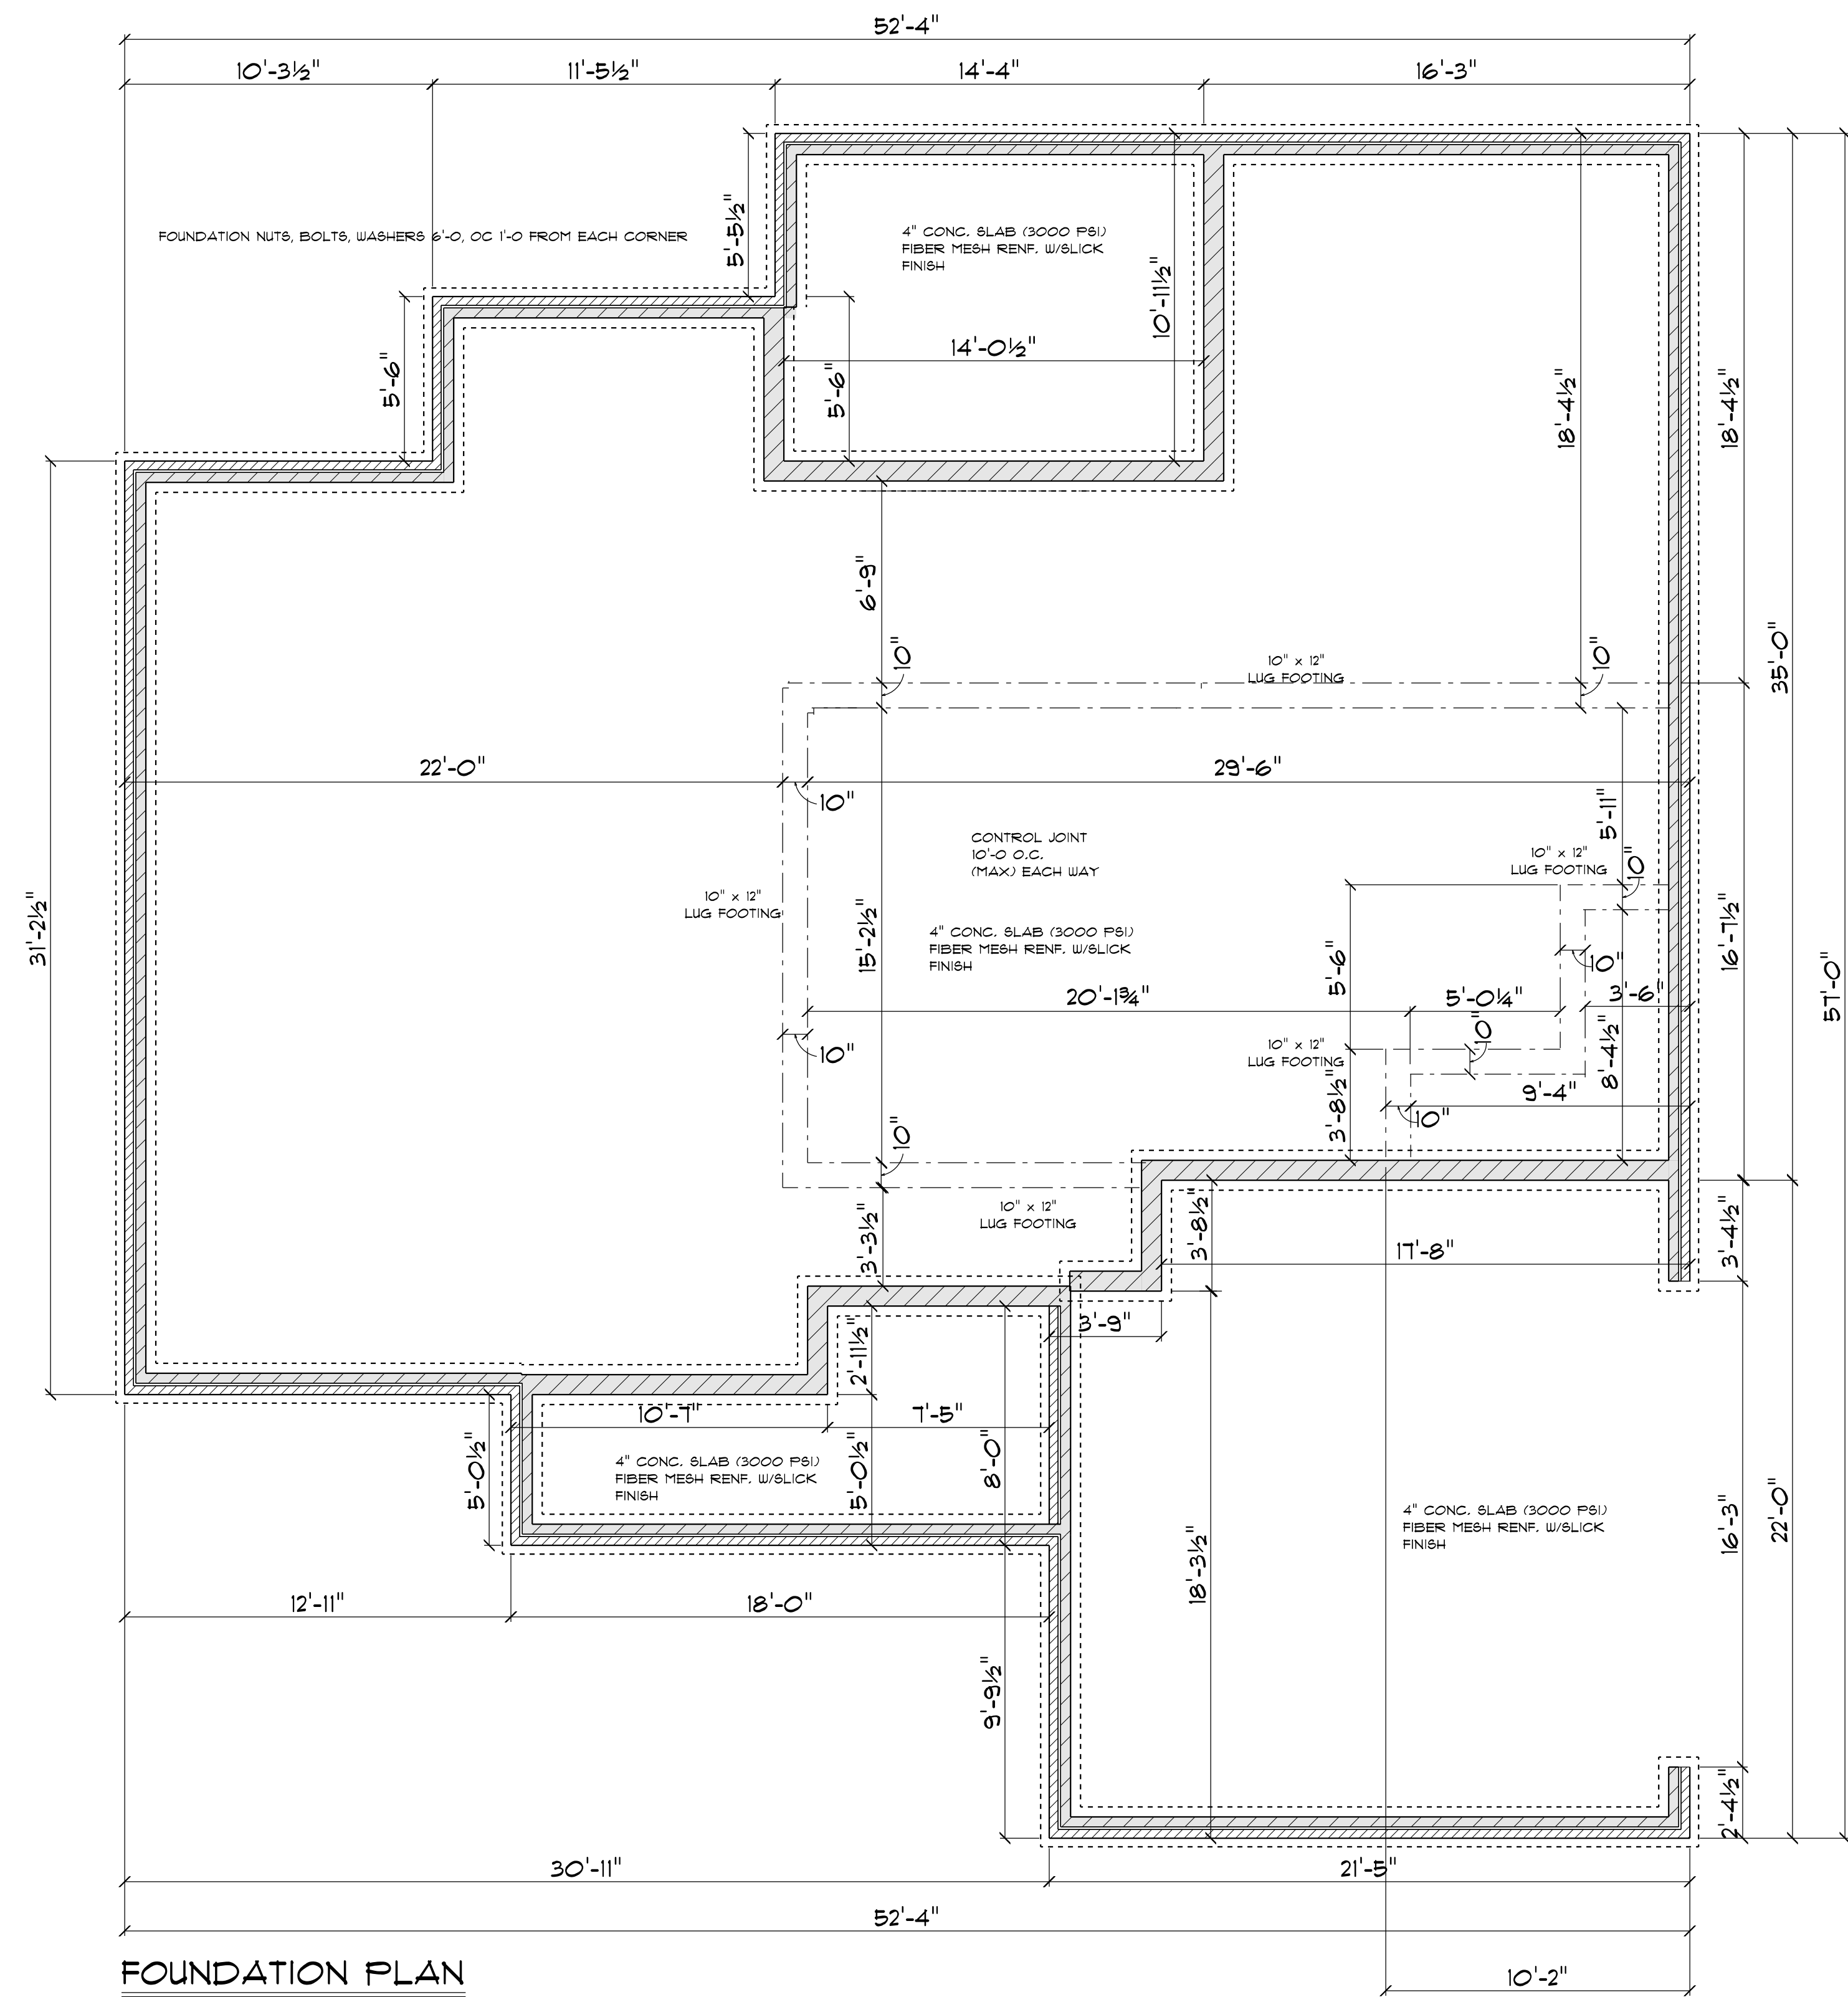 52'-4"
10'-3½" 11'-5½" 14'-4" 16'-3"
FOUNDATION NUTS, BOLTS, WASHERS 6'-0, OC 1'-0 FROM EACH CORNER
5'-5½"
4" CONC. SLAB (3000 PSI)
FIBER MESH RENF. W/SLICK
FINISH
10'-11½"
14'-0½"
5'-6"
5'-6"
18'-4½"
18'-4½"
6'-9"
10"
10" x 12"
LUG FOOTING
10"
35'-0"
22'-0"
10"
29'-6"
5'-11"
CONTROL JOINT
10'-0 O.C.
(MAX) EACH WAY
10" x 12"
LUG FOOTING
10"
10" x 12"
LUG FOOTING
31'-2½"
15'-2½"
4" CONC. SLAB (3000 PSI)
FIBER MESH RENF. W/SLICK
FINISH
5'-6"
10"
16'-7½"
57'-0"
20'-1¾"
5'-0¼"
3'-6"
10"
10" x 12"
LUG FOOTING
10"
8'-4½"
3'-8½"
9'-4"
10"
10"
10" x 12"
LUG FOOTING
3'-3½"
3'-8½"
17'-8"
3'-4½"
3'-9"
2'-11½"
10'-7"
7'-5"
5'-0½"
4" CONC. SLAB (3000 PSI)
FIBER MESH RENF. W/SLICK
FINISH
5'-0½"
8'-0"
4" CONC. SLAB (3000 PSI)
FIBER MESH RENF. W/SLICK
FINISH
18'-3½"
16'-3"
22'-0"
12'-11"
18'-0"
9'-9½"
2'-4½"
30'-11"
21'-5"
52'-4"
FOUNDATION PLAN
10'-2"